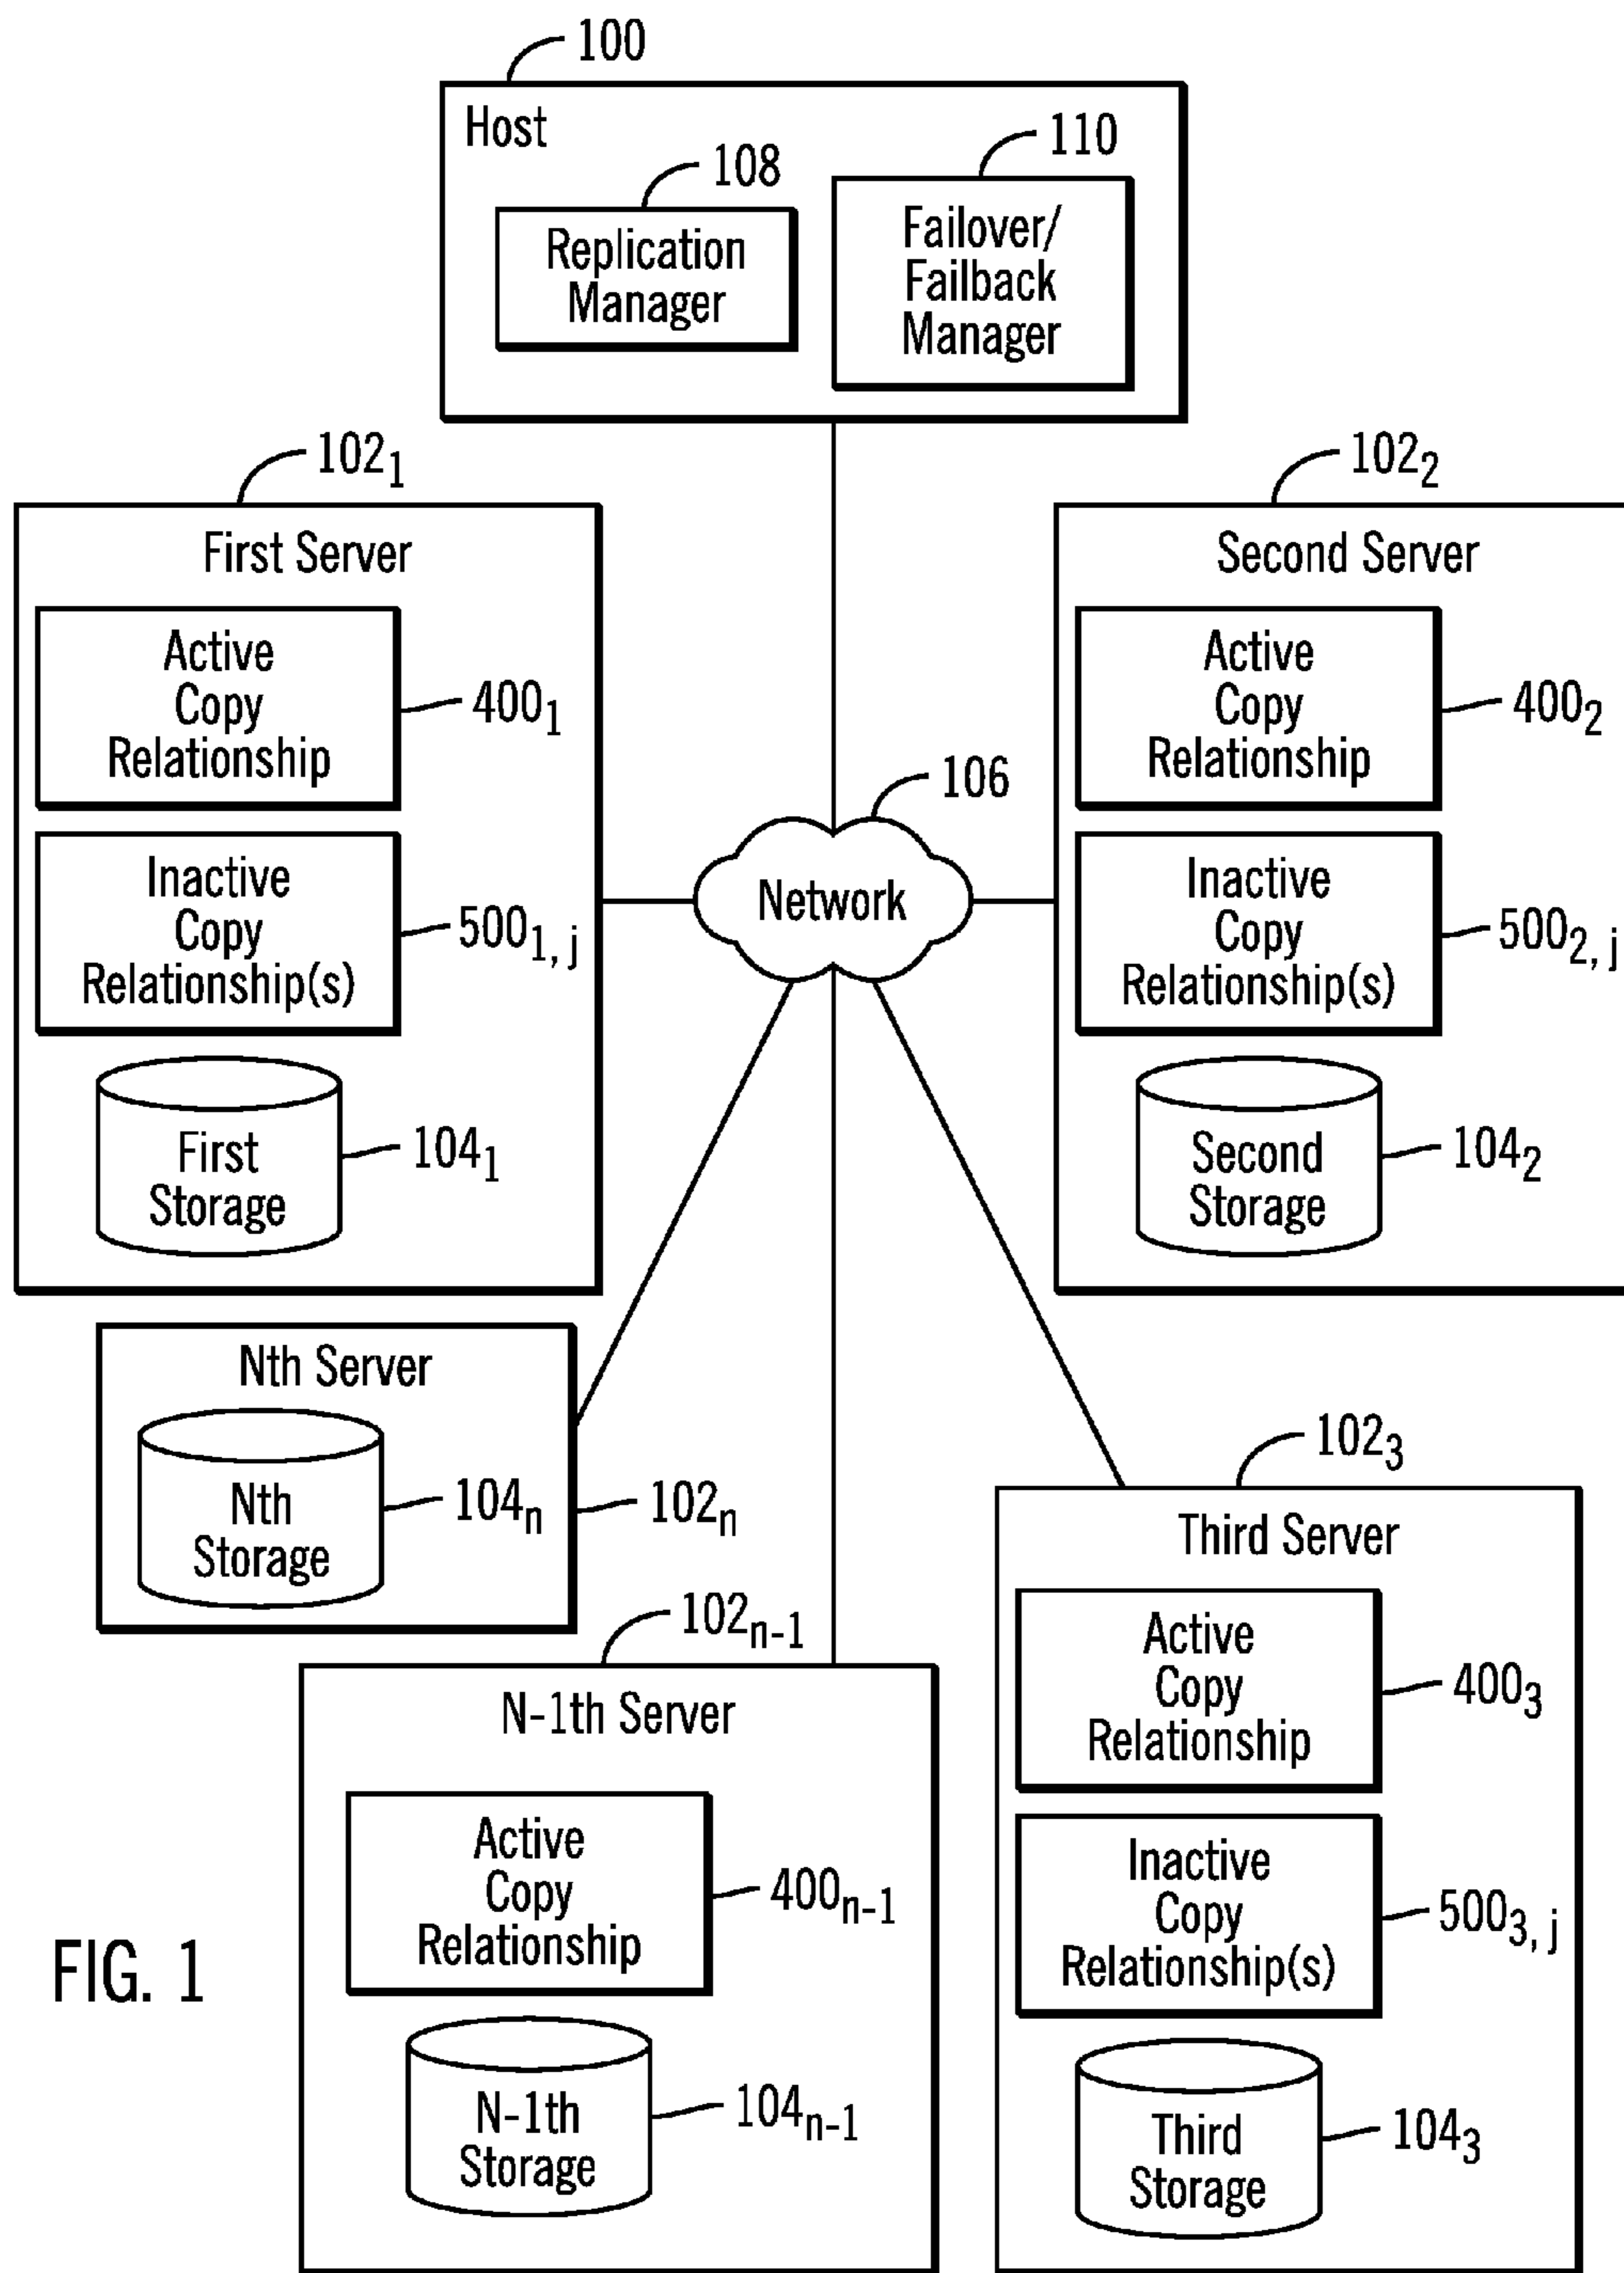 100
Host
108
110
Replication
Manager
Failover/
Failback
Manager
102₁
First Server
Active
Copy
Relationship
400₁
Inactive
Copy
Relationship(s)
500₁, j
First
Storage
104₁
102₂
Second Server
Active
Copy
Relationship
400₂
Inactive
Copy
Relationship(s)
500₂, j
Second
Storage
104₂
106
Network
Nth Server
Nth
Storage
104ₙ
102ₙ
102ₙ₋₁
N-1th Server
Active
Copy
Relationship
400ₙ₋₁
N-1th
Storage
104ₙ₋₁
102₃
Third Server
Active
Copy
Relationship
400₃
Inactive
Copy
Relationship(s)
500₃, j
Third
Storage
104₃
FIG. 1